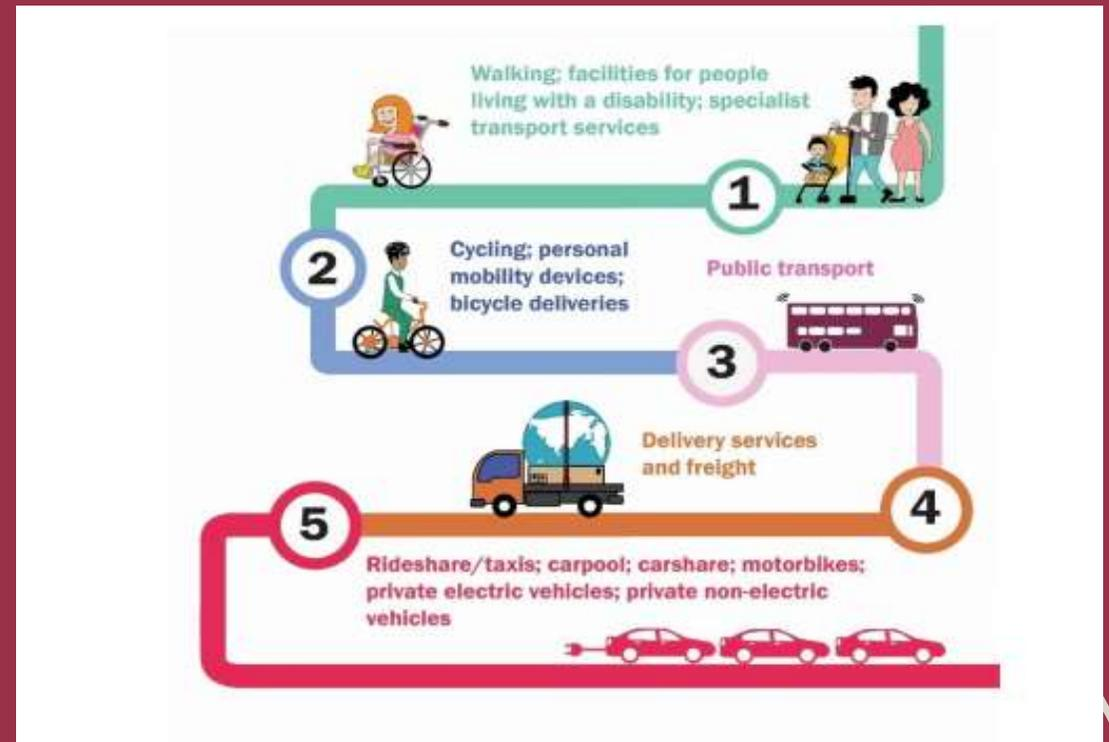 Walking; facilities for people
living with a disability; specialist
transport services
1
2
Cycling; personal
mobility devices;
bicycle deliveries
Public transport
3
Delivery services
and freight
4
5
Rideshare/taxis; carpool; carshare; motorbikes;
private electric vehicles; private non-electric
vehicles